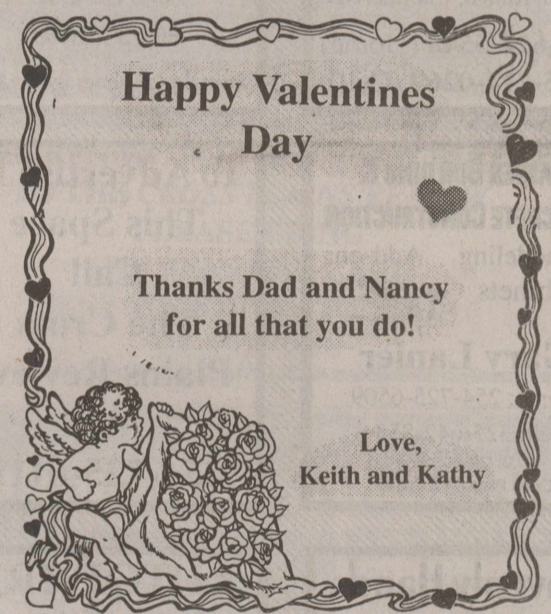 Happy Valentines
Day
Thanks Dad and Nancy
for all that you do!
Love,
Keith and Kathy